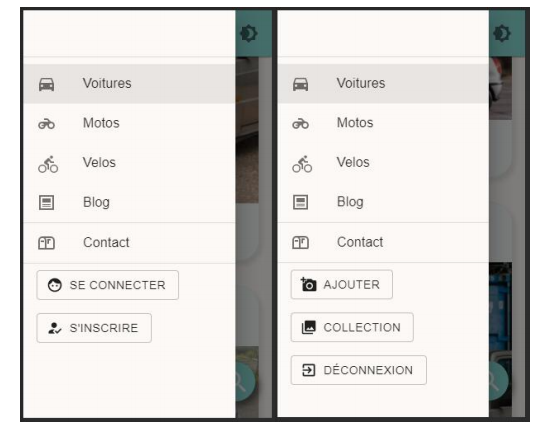 Voitures
Motos
Velos
Blog
Contact
SE CONNECTER
S'INSCRIRE
Voitures
Motos
Velos
Blog
Contact
AJOUTER
COLLECTION
DÉCONNEXION